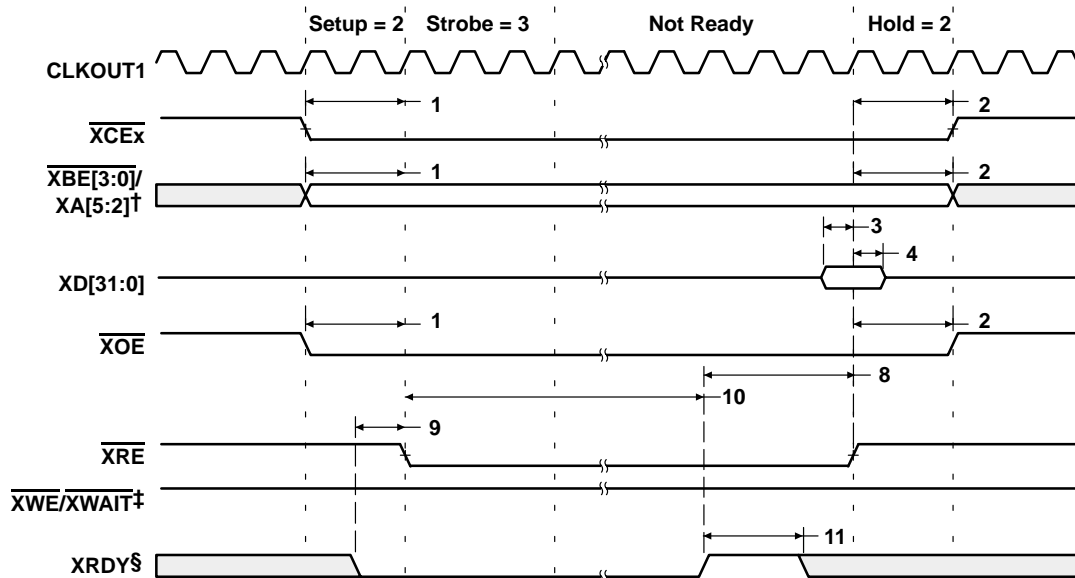 Setup = 2 Strobe = 3 Not Ready Hold = 2
CLKOUT1
1 2
XCEx
1 2
XBE[3:0]/
XA[5:2]†
3
4
XD[31:0]
1 2
XOE
8
10
9
XRE
XWE/XWAIT‡
11
XRDY§